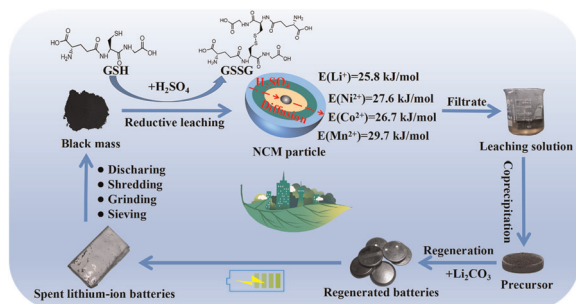 GSH
GSSG
+H₂SO₄
Reductive leaching
Black mass
H₂SO₄
Diffusion
NCM particle
E(Li⁺)=25.8 kJ/mol
E(Ni²⁺)=27.6 kJ/mol
E(Co²⁺)=26.7 kJ/mol
E(Mn²⁺)=29.7 kJ/mol
Filtrate
Leaching solution
Coprecipitation
Precursor
Regeneration
+Li₂CO₃
Regenerated batteries
Spent lithium-ion batteries
● Discharing
● Shredding
● Grinding
● Sieving